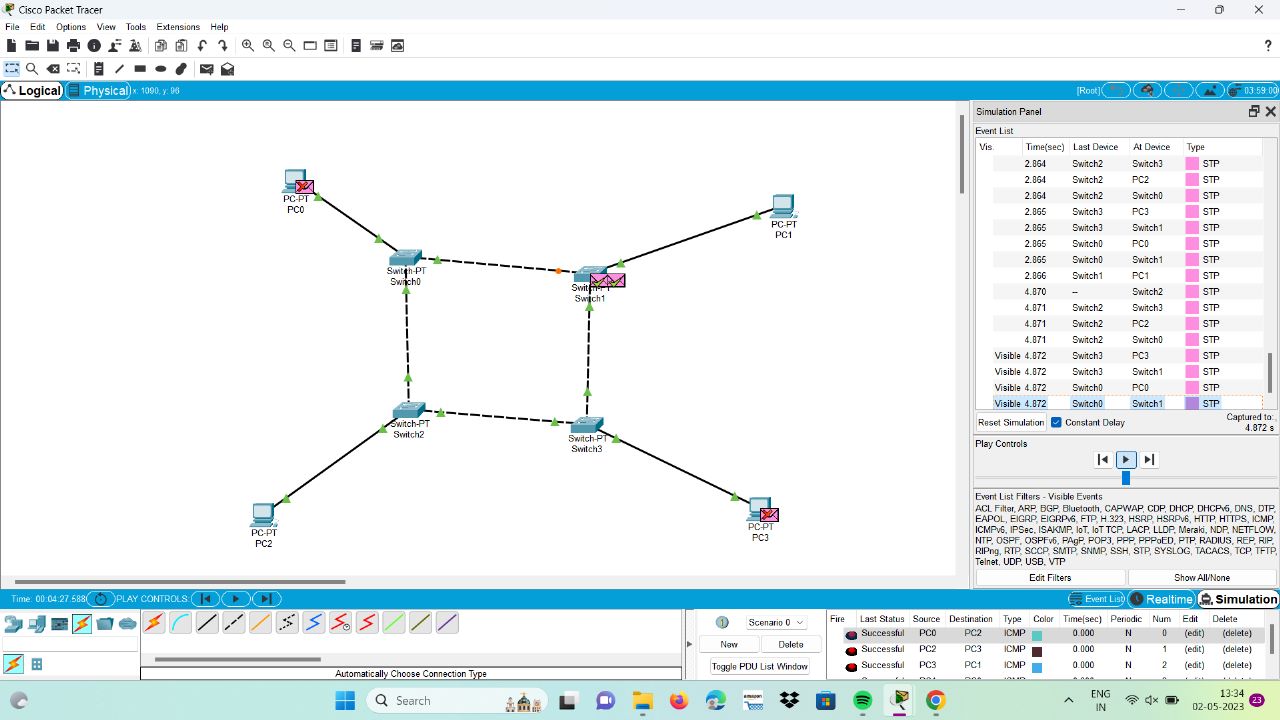 Cisco Packet Tracer
File Edit Options View Tools Extensions Help
?
Logical Physical x: 1090, y: 96 [Root] 03:59:00
PC-PT
PC0
PC-PT
PC1
Switch-PT
Switch0
Switch-PT
Switch1
Switch-PT
Switch2
Switch-PT
Switch3
PC-PT
PC2
PC-PT
PC3
Simulation Panel
Event List
Vis. Time(sec) Last Device At Device Type
2.864 Switch2 Switch3 STP
2.864 Switch2 PC2 STP
2.864 Switch2 Switch0 STP
2.865 Switch3 PC3 STP
2.865 Switch3 Switch1 STP
2.865 Switch0 PC0 STP
2.865 Switch0 Switch1 STP
2.866 Switch1 PC1 STP
4.870 -- Switch2 STP
4.871 Switch2 Switch3 STP
4.871 Switch2 PC2 STP
4.871 Switch2 Switch0 STP
Visible 4.872 Switch3 PC3 STP
Visible 4.872 Switch3 Switch1 STP
Visible 4.872 Switch0 PC0 STP
Visible 4.872 Switch0 Switch1 STP
Reset Simulation Constant Delay Captured to:
4.872 s
Play Controls
Event List Filters - Visible Events
ACL Filter, ARP, BGP, Bluetooth, CAPWAP, CDP, DHCP, DHCPv6, DNS, DTP,
EAPOL, EIGRP, EIGRPv6, FTP, H.323, HSRP, HSRPv6, HTTP, HTTPS, ICMP,
ICMPv6, IPSec, ISAKMP, IoT, IoT TCP, LACP, LLDP, Meraki, NDP, NETFLOW,
NTP, OSPF, OSPFv6, PAgP, POP3, PPP, PPPoED, PTP, RADIUS, REP, RIP,
RIPng, RTP, SCCP, SMTP, SNMP, SSH, STP, SYSLOG, TACACS, TCP, TFTP,
Telnet, UDP, USB, VTP
Edit Filters Show All/None
Time: 00:04:27.588 PLAY CONTROLS: Event List Realtime Simulation
Automatically Choose Connection Type
Scenario 0
New Delete
Toggle PDU List Window
Fire Last Status Source Destination Type Color Time(sec) Periodic Num Edit Delete
Successful PC0 PC2 ICMP 0.000 N 0 (edit) (delete)
Successful PC2 PC3 ICMP 0.000 N 1 (edit) (delete)
Successful PC3 PC1 ICMP 0.000 N 2 (edit) (delete)
Search
amazon
ENG
IN
13:34
02-05-2023
23